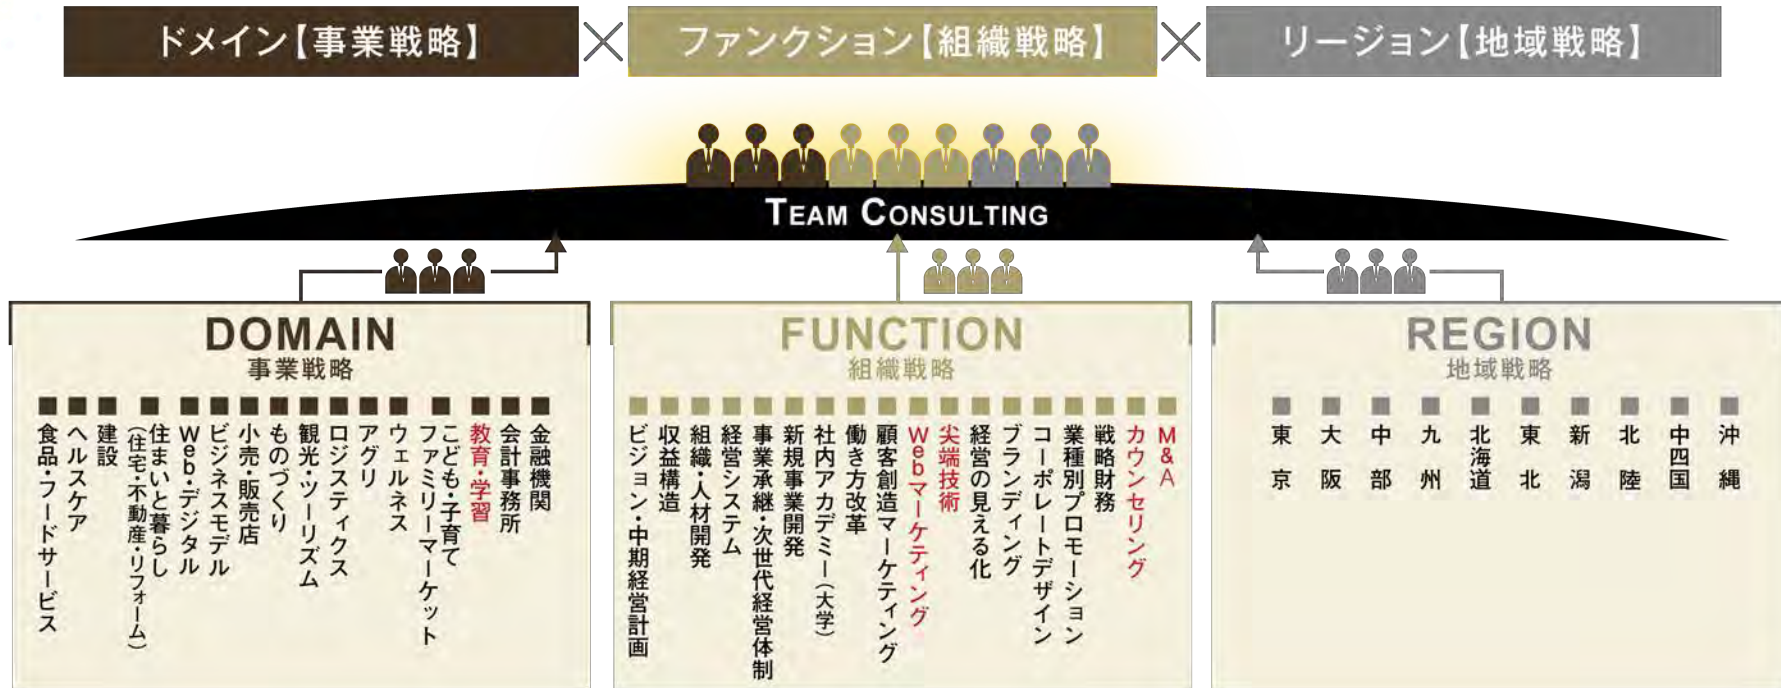 ドメイン【事業戦略】
×
ファンクション【組織戦略】
×
リージョン【地域戦略】
TEAM CONSULTING
DOMAIN
事業戦略
食品・フードサービス
ヘルスケア
建設
住まいと暮らし
(住宅・不動産・リフォーム)
Web・デジタル
ビジネスモデル
小売・販売店
ものづくり
観光・ツーリズム
ロジスティクス
アグリ
ウェルネス
こども・子育て
ファミリーマーケット
教育・学習
会計事務所
金融機関
FUNCTION
組織戦略
ビジョン・中期経営計画
収益構造
組織・人材開発
経営システム
事業承継・次世代経営体制
新規事業開発
社内アカデミー(大学)
働き方改革
顧客創造マーケティング
Webマーケティング
尖端技術
経営の見える化
ブランディング
コーポレートデザイン
業種別プロモーション
戦略財務
カウンセリング
M&A
REGION
地域戦略
東京
大阪
中部
九州
北海道
東北
新潟
北陸
中四国
沖縄